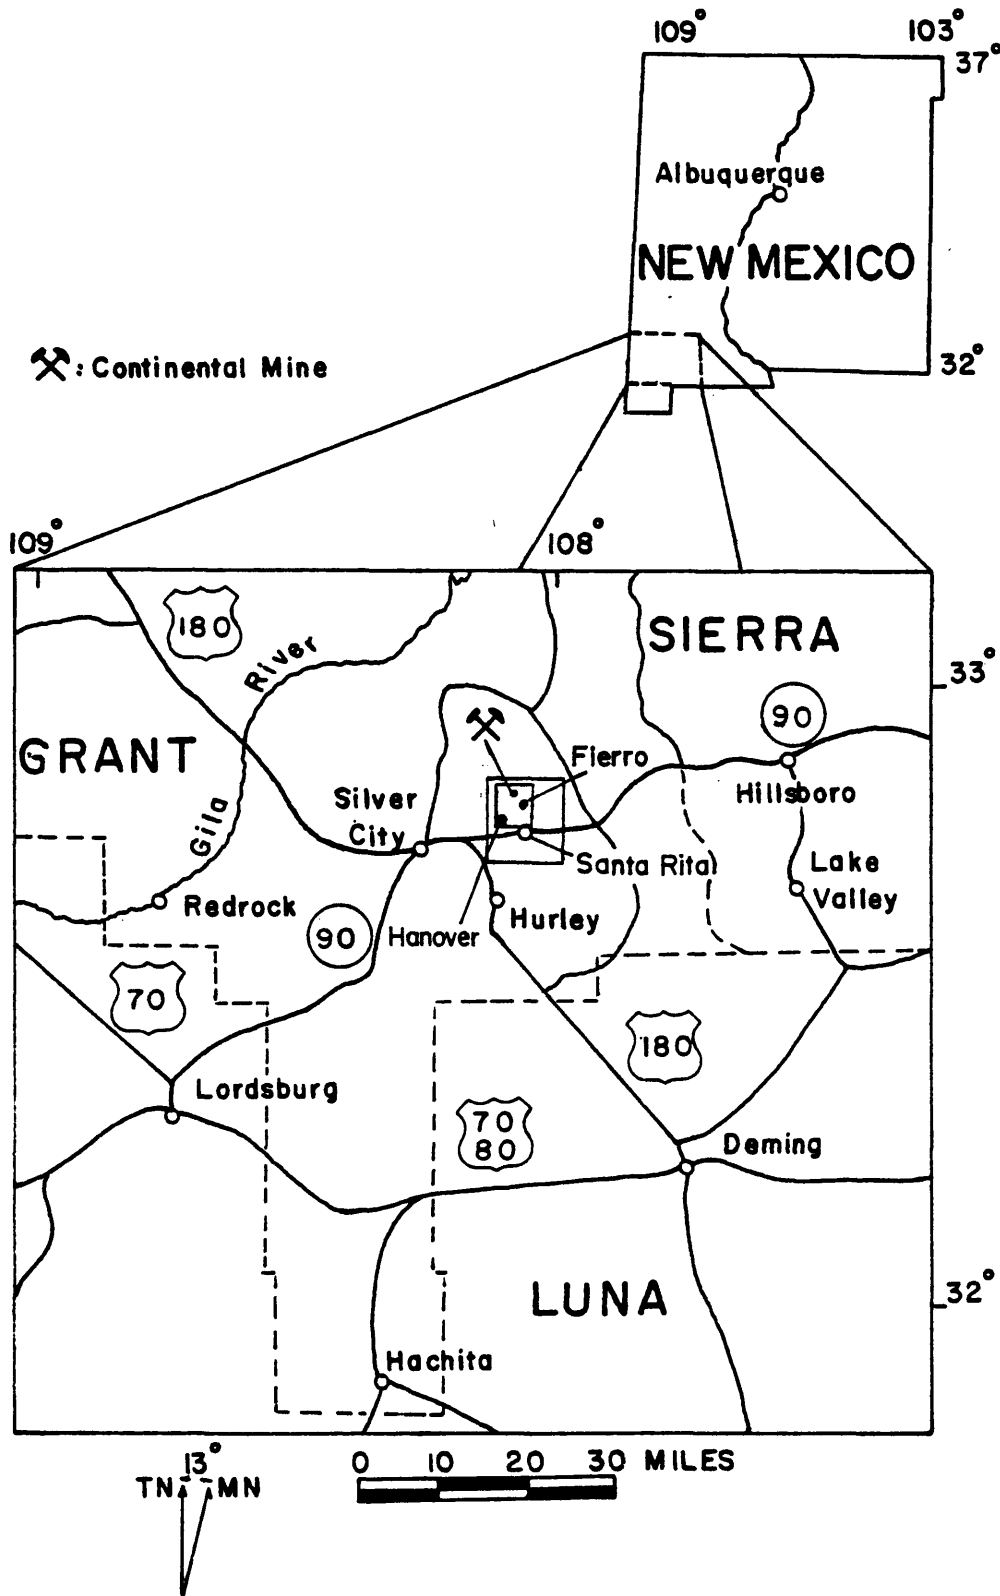 109° 103°
37°
Albuquerque
NEW MEXICO
32°
: Continental Mine
109° 108°
180
River
SIERRA
33°
90
GRANT
Fierro
Silver
City
Hillsboro
Gila
Santa Rita
Lake
Valley
Redrock
90
Hanover
Hurley
70
180
Lordsburg
70
80
Deming
32°
LUNA
Hachita
13°
TN MN
0 10 20 30 MILES